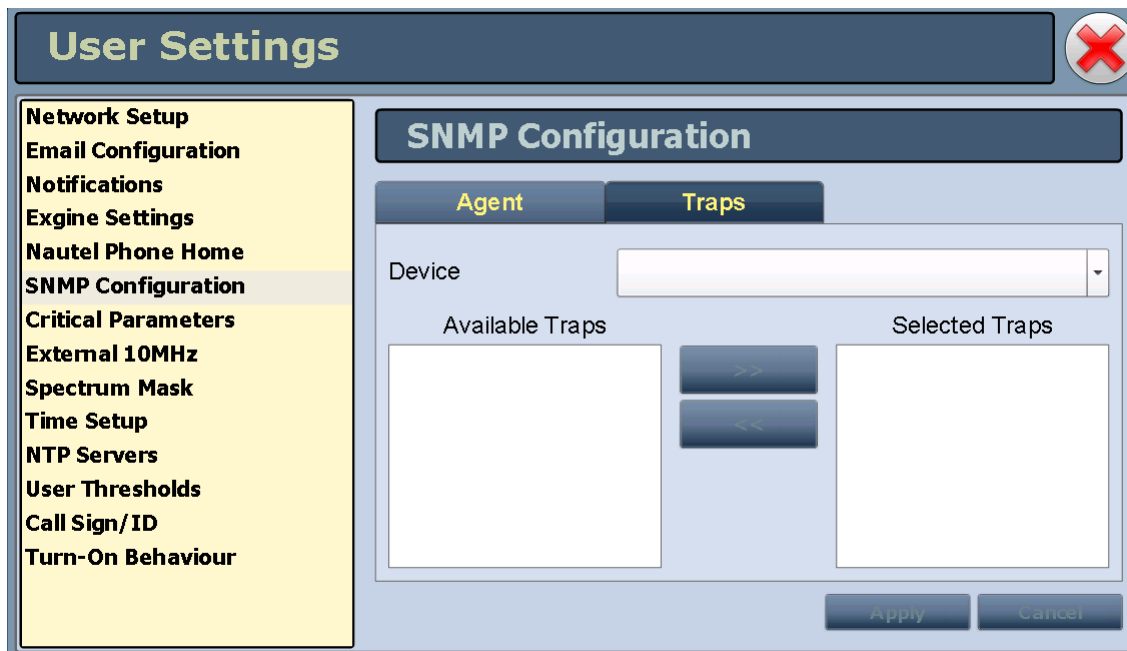 User Settings
Network Setup
Email Configuration
Notifications
Exgine Settings
Nautel Phone Home
SNMP Configuration
Critical Parameters
External 10MHz
Spectrum Mask
Time Setup
NTP Servers
User Thresholds
Call Sign/ID
Turn-On Behaviour
SNMP Configuration
Agent Traps
Device
Available Traps Selected Traps
>>
<<
Apply Cancel